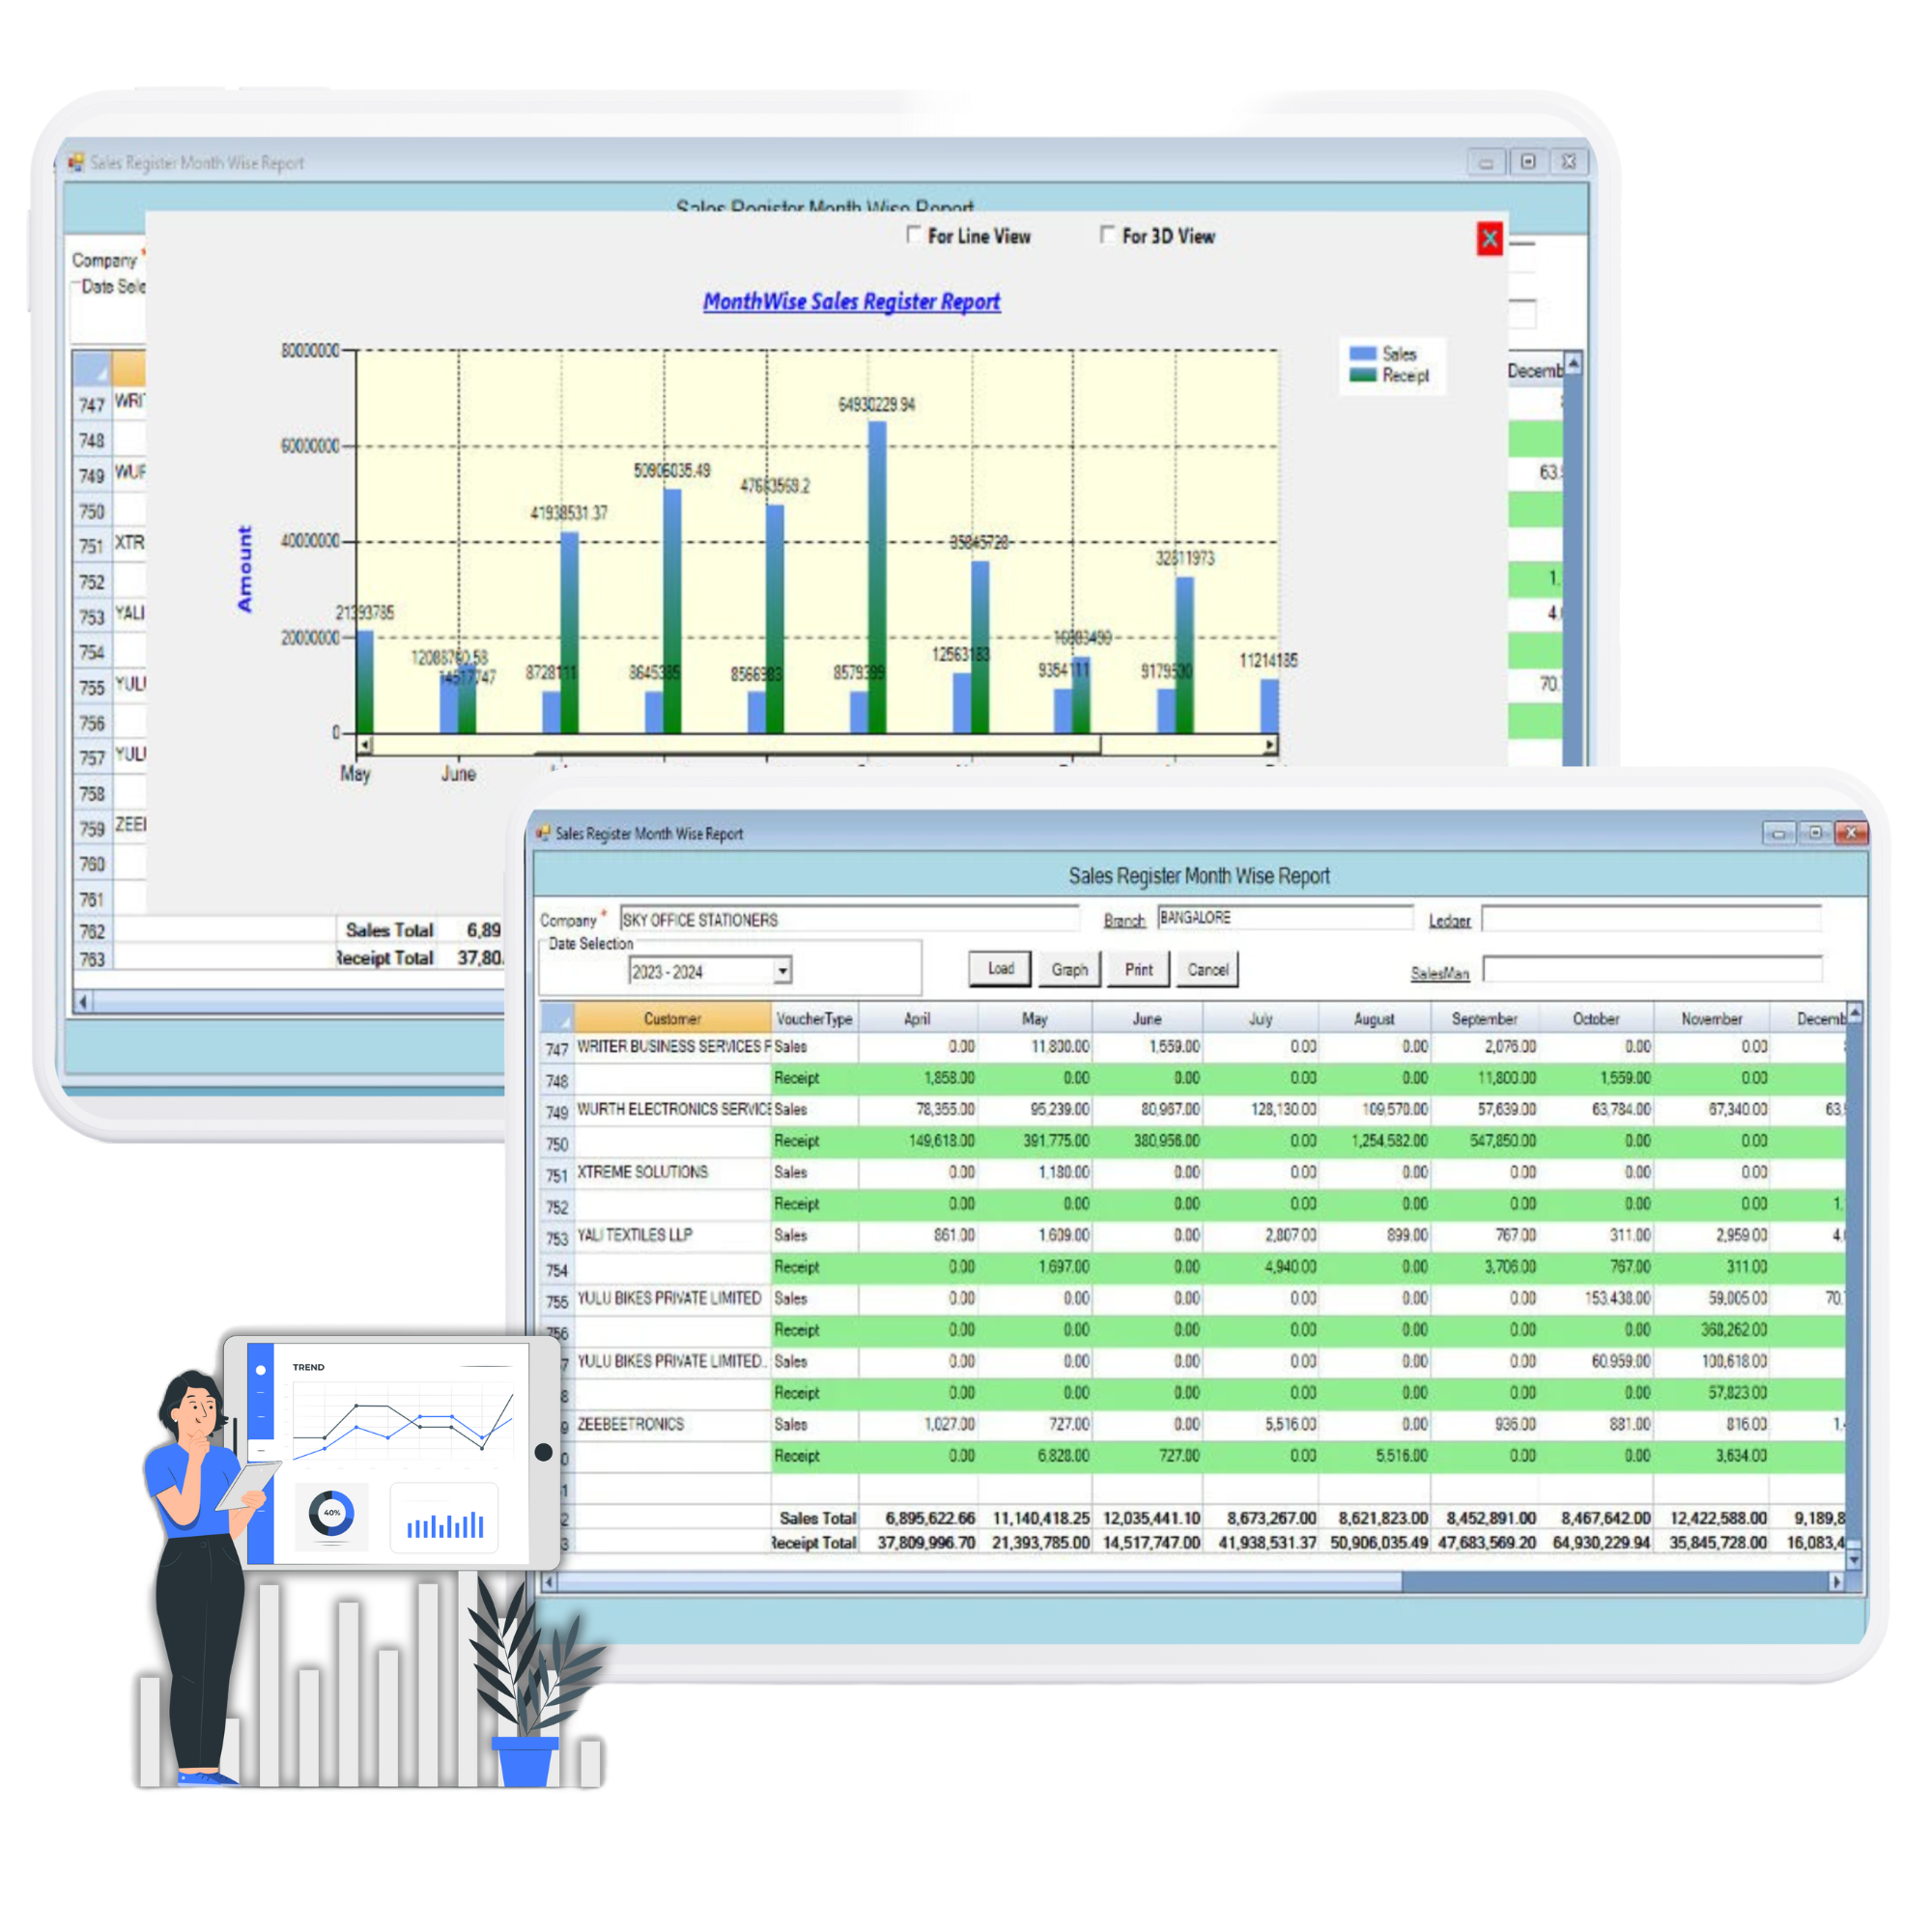 Sales Register Month Wise Report
Sales Register Month Wise Report
For Line View For 3D View X
Company *
Date Sele
MonthWise Sales Register Report
Sales
Receipt
Amount
80000000
60000000
40000000
20000000
0
64930229.94
50906035.49
47683569.2
41938531.37
35845728
32811973
21393785
12088760.58
14517747
8728111
8566983
12563183
9354111
11214185
May June
Decemb
747 WRI
748
749 WUF 63.
750
751 XTR
752 1.
753 YALI 4.
754
755 YULU 70.
756
757 YULU
758
759 ZEEI
760
761
762 Sales Total 6,89
763 Receipt Total 37,80
Sales Register Month Wise Report
Sales Register Month Wise Report
Company * SKY OFFICE STATIONERS Branch BANGALORE Ledger
Date Selection
2023 - 2024 Load Graph Print Cancel SalesMan
Customer VoucherType April May June July August September October November Decemb
747 WRITER BUSINESS SERVICES P Sales 0.00 11,800.00 1,559.00 0.00 0.00 2,076.00 0.00 0.00
748 Receipt 1,858.00 0.00 0.00 0.00 0.00 11,800.00 1,559.00 0.00
749 WURTH ELECTRONICS SERVICE Sales 78,355.00 95,239.00 80,967.00 128,130.00 109,570.00 57,639.00 63,784.00 67,340.00 63,
750 Receipt 149,618.00 391,775.00 380,956.00 0.00 1,254,582.00 547,850.00 0.00 0.00
751 XTREME SOLUTIONS Sales 0.00 1,180.00 0.00 0.00 0.00 0.00 0.00 0.00
752 Receipt 0.00 0.00 0.00 0.00 0.00 0.00 0.00 0.00 1,
753 YALI TEXTILES LLP Sales 861.00 1,609.00 0.00 2,807.00 899.00 767.00 311.00 2,959.00 4,
754 Receipt 0.00 1,697.00 0.00 4,940.00 0.00 3,706.00 767.00 311.00
755 YULU BIKES PRIVATE LIMITED Sales 0.00 0.00 0.00 0.00 0.00 0.00 153,438.00 59,005.00 70,
756 Receipt 0.00 0.00 0.00 0.00 0.00 0.00 0.00 368,262.00
7 YULU BIKES PRIVATE LIMITED.. Sales 0.00 0.00 0.00 0.00 0.00 0.00 60,959.00 100,618.00
8 Receipt 0.00 0.00 0.00 0.00 0.00 0.00 0.00 57,823.00
9 ZEEBEETRONICS Sales 1,027.00 727.00 0.00 5,516.00 0.00 936.00 881.00 816.00 1,
0 Receipt 0.00 6,828.00 727.00 0.00 5,516.00 0.00 0.00 3,634.00
1
2 Sales Total 6,895,622.66 11,140,418.25 12,035,441.10 8,673,267.00 8,621,823.00 8,452,891.00 8,467,642.00 12,422,588.00 9,189,8
3 Receipt Total 37,809,996.70 21,393,785.00 14,517,747.00 41,938,531.37 50,906,035.49 47,683,569.20 64,930,229.94 35,845,728.00 16,083,4
TREND
40%